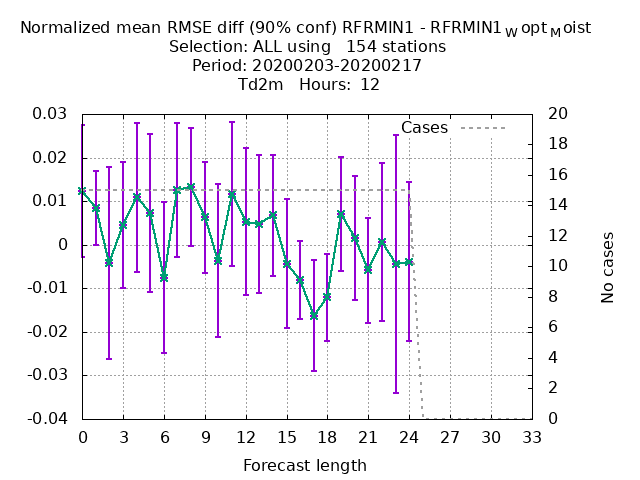 Normalized mean RMSE diff (90% conf) RFRMIN1 - RFRMIN1WoptMoist
Selection: ALL using 154 stations
Period: 20200203-20200217
Td2m Hours: 12
Cases
0.03
0.02
0.01
0
-0.01
-0.02
-0.03
-0.04
20
18
16
14
12
10
8
6
4
2
0
No cases
0 3 6 9 12 15 18 21 24 27 30 33
Forecast length